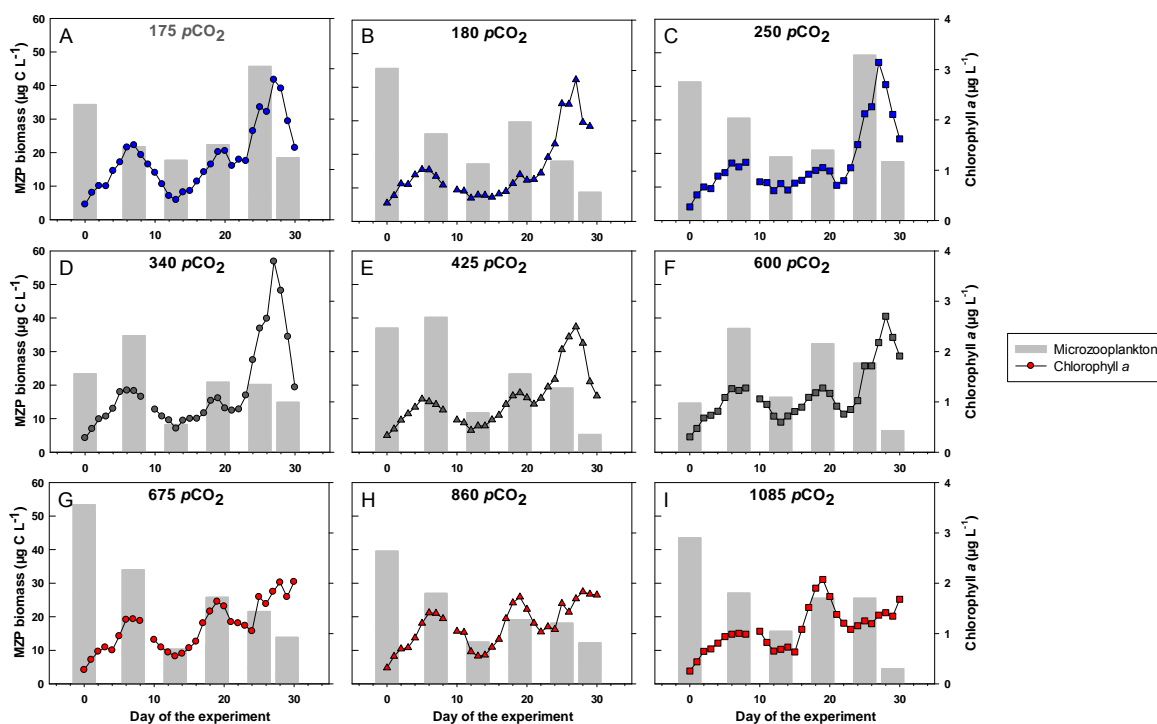 A 175 pCO2
B 180 pCO2
C 250 pCO2
MZP biomass (µg C L-1)
60
50
40
30
20
10
0
0 10 20 30
0 10 20 30
0 10 20 30
4
3
2
1
0
Chlorophyll a (µg L-1)
D 340 pCO2
E 425 pCO2
F 600 pCO2
MZP biomass (µg C L-1)
60
50
40
30
20
10
0
0 10 20 30
0 10 20 30
0 10 20 30
4
3
2
1
0
Chlorophyll a (µg L-1)
Microzooplankton
Chlorophyll a
G 675 pCO2
H 860 pCO2
I 1085 pCO2
MZP biomass (µg C L-1)
60
50
40
30
20
10
0
0 10 20 30
0 10 20 30
0 10 20 30
4
3
2
1
0
Chlorophyll a (µg L-1)
Day of the experiment
Day of the experiment
Day of the experiment